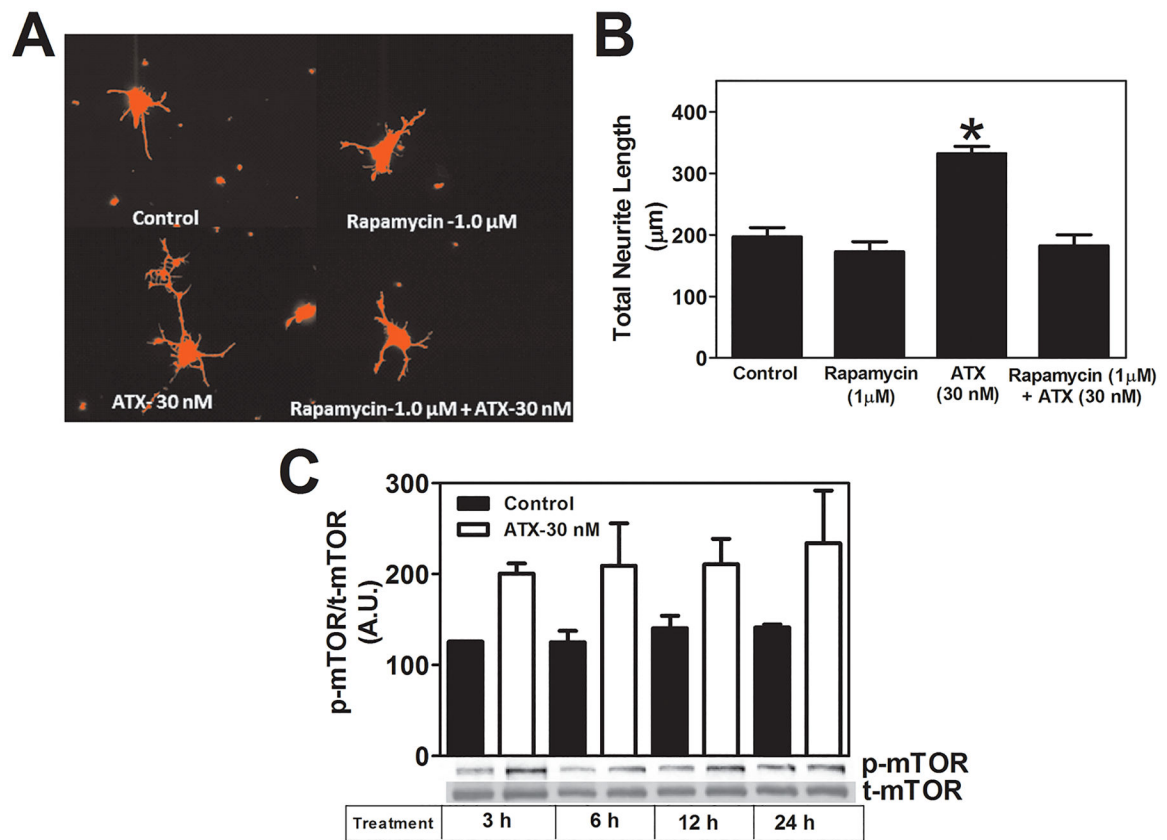 A
Control
Rapamycin -1.0 µM
ATX- 30 nM
Rapamycin-1.0 µM + ATX-30 nM
B
Total Neurite Length
(µm)
400
300
200
100
0
*
Control
Rapamycin
(1µM)
ATX
(30 nM)
Rapamycin (1µM)
+ ATX (30 nM)
C
p-mTOR/t-mTOR
(A.U.)
300
200
100
0
Control
ATX-30 nM
p-mTOR
t-mTOR
Treatment 3 h 6 h 12 h 24 h